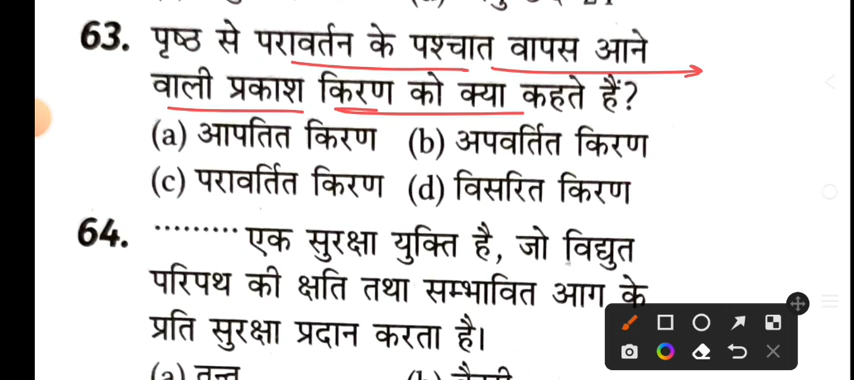 63. पृष्ठ से परावर्तन के पश्चात वापस आने
वाली प्रकाश किरण को क्या कहते हैं?
(a) आपतित किरण (b) अपवर्तित किरण
(c) परावर्तित किरण (d) विसरित किरण
64. ......... एक सुरक्षा युक्ति है, जो विद्युत
परिपथ की क्षति तथा सम्भावित आग के
प्रति सुरक्षा प्रदान करता है।
(a) तन्तु (b)